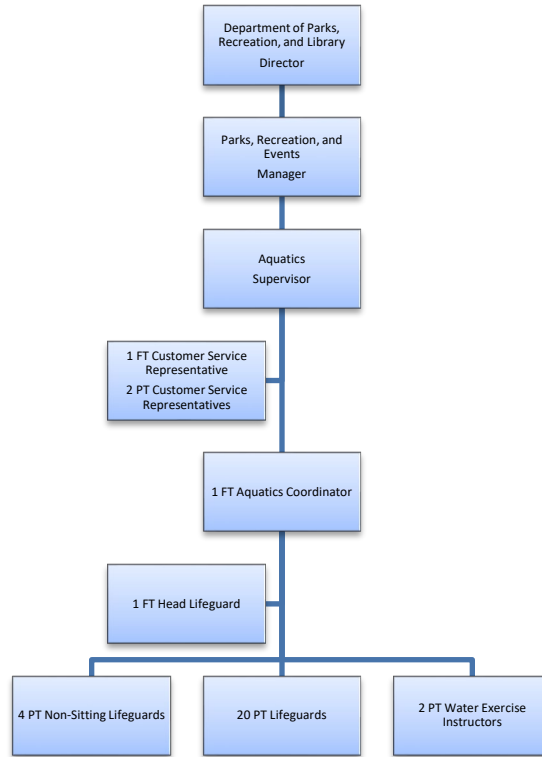 Department of Parks,
Recreation, and Library
Director
Parks, Recreation, and
Events
Manager
Aquatics
Supervisor
1 FT Customer Service
Representative
2 PT Customer Service
Representatives
1 FT Aquatics Coordinator
1 FT Head Lifeguard
4 PT Non-Sitting Lifeguards
20 PT Lifeguards
2 PT Water Exercise
Instructors